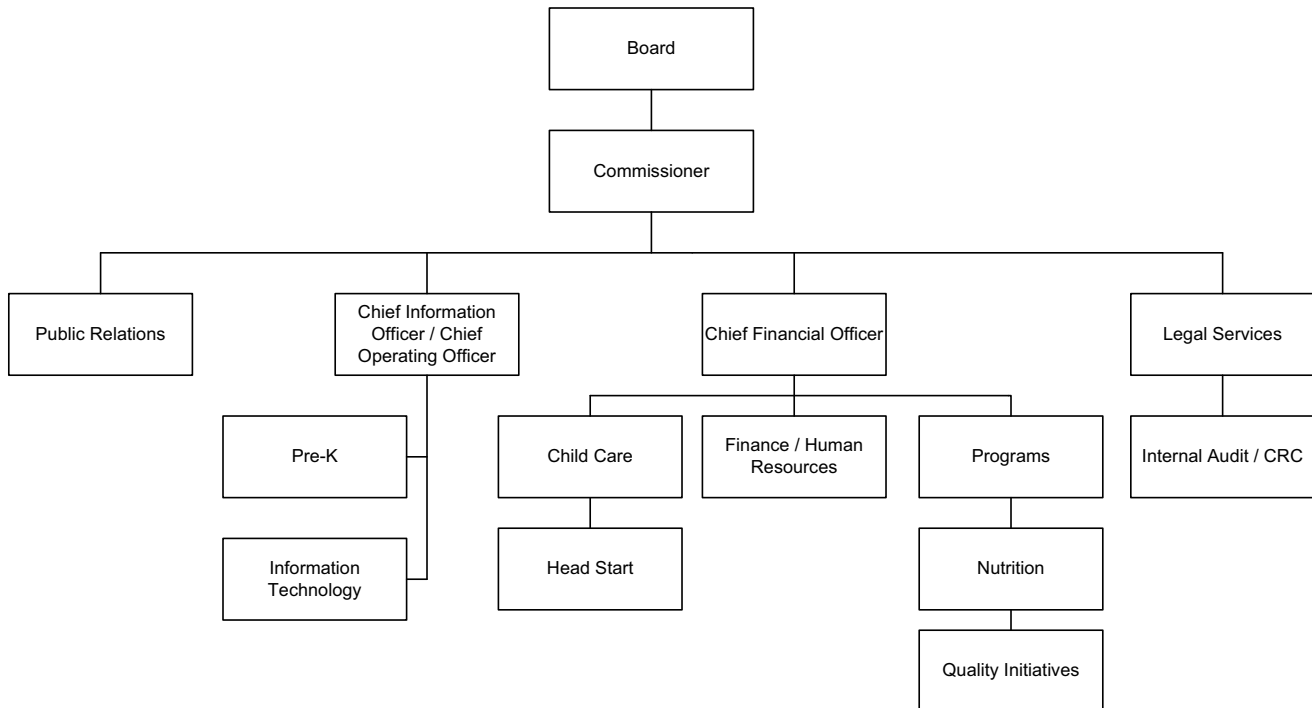 Board
Commissioner
Public Relations
Chief Information
Officer / Chief
Operating Officer
Chief Financial Officer
Legal Services
Pre-K
Child Care
Finance / Human
Resources
Programs
Internal Audit / CRC
Information
Technology
Head Start
Nutrition
Quality Initiatives